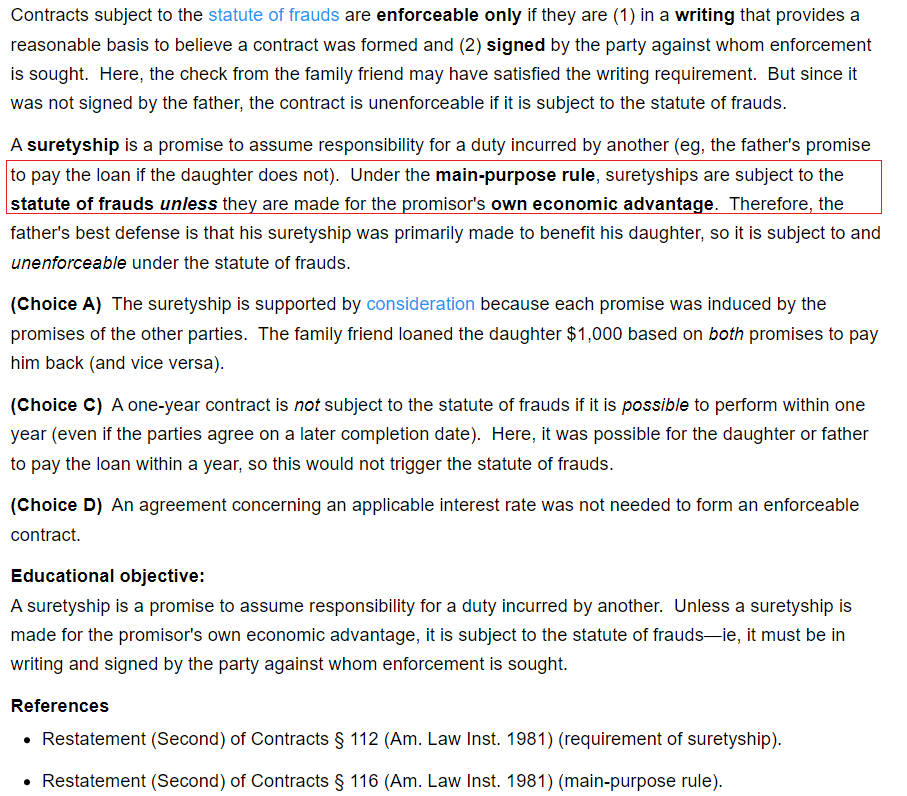 Contracts subject to the statute of frauds are enforceable only if they are (1) in a writing that provides a
reasonable basis to believe a contract was formed and (2) signed by the party against whom enforcement
is sought.  Here, the check from the family friend may have satisfied the writing requirement.  But since it
was not signed by the father, the contract is unenforceable if it is subject to the statute of frauds.
A suretyship is a promise to assume responsibility for a duty incurred by another (eg, the father's promise
to pay the loan if the daughter does not).  Under the main-purpose rule, suretyships are subject to the
statute of frauds unless they are made for the promisor's own economic advantage.  Therefore, the
father's best defense is that his suretyship was primarily made to benefit his daughter, so it is subject to and
unenforceable under the statute of frauds.
(Choice A)  The suretyship is supported by consideration because each promise was induced by the
promises of the other parties.  The family friend loaned the daughter $1,000 based on both promises to pay
him back (and vice versa).
(Choice C)  A one-year contract is not subject to the statute of frauds if it is possible to perform within one
year (even if the parties agree on a later completion date).  Here, it was possible for the daughter or father
to pay the loan within a year, so this would not trigger the statute of frauds.
(Choice D)  An agreement concerning an applicable interest rate was not needed to form an enforceable
contract.
Educational objective:
A suretyship is a promise to assume responsibility for a duty incurred by another.  Unless a suretyship is
made for the promisor's own economic advantage, it is subject to the statute of frauds—ie, it must be in
writing and signed by the party against whom enforcement is sought.
References
• Restatement (Second) of Contracts § 112 (Am. Law Inst. 1981) (requirement of suretyship).
• Restatement (Second) of Contracts § 116 (Am. Law Inst. 1981) (main-purpose rule).